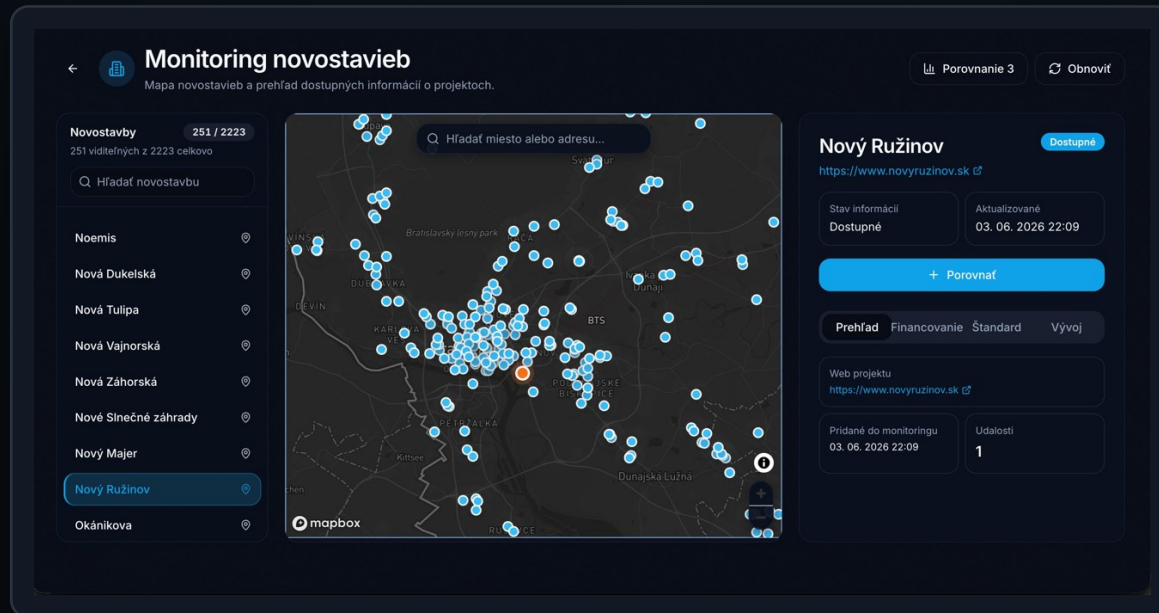 Monitoring novostavieb
Mapa novostavieb a prehľad dostupných informácií o projektoch.
Porovnanie 3
Obnoviť
Novostavby
251 / 2223
251 viditeľných z 2223 celkovo
Hľadať novostavbu
Noemis
Nová Dukelská
Nová Tulipa
Nová Vajnorská
Nová Záhorská
Nové Slnečné záhrady
Nový Majer
Nový Ružinov
Okánikova
Hľadať miesto alebo adresu...
Bratislavský lesný park
RAČA
DEVÍN
BTS
PETRŽALKA
Kittsee
Dunajská Lužná
mapbox
Nový Ružinov
Dostupné
https://www.novyruzinov.sk
Stav informácií
Dostupné
Aktualizované
03. 06. 2026 22:09
+ Porovnať
Prehľad
Financovanie
Štandard
Vývoj
Web projektu
https://www.novyruzinov.sk
Pridané do monitoringu
03. 06. 2026 22:09
Udalosti
1